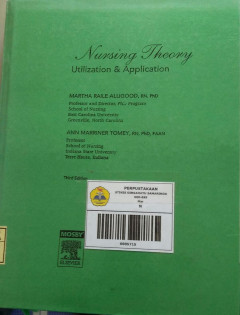 Nursing Theory
Utilization & Application
MARTHA RAILE ALLIGOOD, RN, PhD
Professor and Director, PhD Program
School of Nursing
East Carolina University
Greenville, North Carolina
ANN MARRINER TOMEY, RN, PhD, FAAN
Professor
School of Nursing
Indiana State University
Terre Haute, Indiana
Third Edition
PERPUSTAKAAN
MOSBY
ELSEVIER